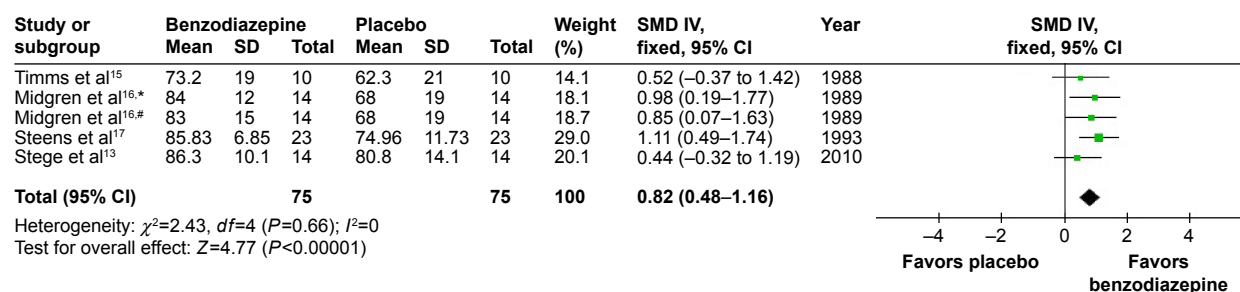 Study or Benzodiazepine Placebo Weight SMD IV, Year SMD IV,
subgroup Mean SD Total Mean SD Total (%) fixed, 95% CI fixed, 95% CI
Timms et al¹⁵ 73.2 19 10 62.3 21 10 14.1 0.52 (–0.37 to 1.42) 1988
Midgren et al¹⁶,* 84 12 14 68 19 14 18.1 0.98 (0.19–1.77) 1989
Midgren et al¹⁶,# 83 15 14 68 19 14 18.7 0.85 (0.07–1.63) 1989
Steens et al¹⁷ 85.83 6.85 23 74.96 11.73 23 29.0 1.11 (0.49–1.74) 1993
Stege et al¹³ 86.3 10.1 14 80.8 14.1 14 20.1 0.44 (–0.32 to 1.19) 2010
Total (95% CI) 75 75 100 0.82 (0.48–1.16)
Heterogeneity: χ²=2.43, df=4 (P=0.66); I²=0
Test for overall effect: Z=4.77 (P<0.00001)
–4 –2 0 2 4
Favors placebo Favors
benzodiazepine